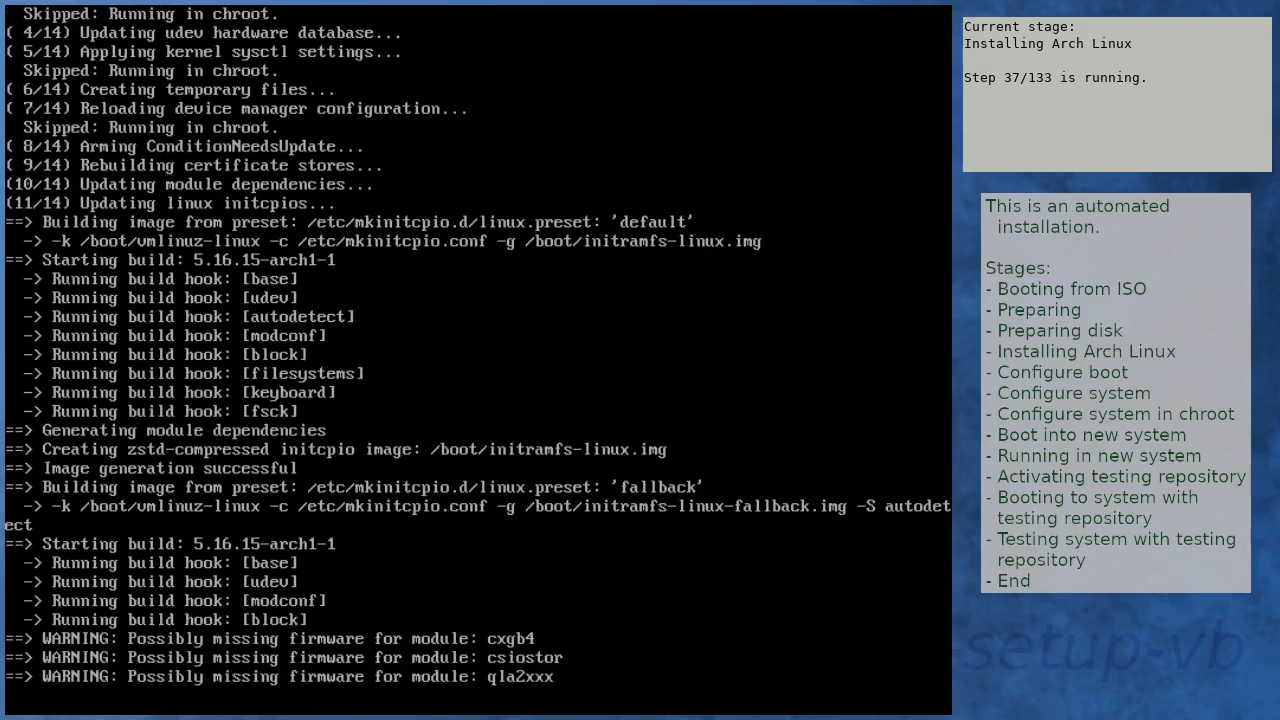 Skipped: Running in chroot.
( 4/14) Updating udev hardware database...
( 5/14) Applying kernel sysctl settings...
  Skipped: Running in chroot.
( 6/14) Creating temporary files...
( 7/14) Reloading device manager configuration...
  Skipped: Running in chroot.
( 8/14) Arming ConditionNeedsUpdate...
( 9/14) Rebuilding certificate stores...
(10/14) Updating module dependencies...
(11/14) Updating linux initcpios...
==> Building image from preset: /etc/mkinitcpio.d/linux.preset: 'default'
  -> -k /boot/vmlinuz-linux -c /etc/mkinitcpio.conf -g /boot/initramfs-linux.img
==> Starting build: 5.16.15-arch1-1
  -> Running build hook: [base]
  -> Running build hook: [udev]
  -> Running build hook: [autodetect]
  -> Running build hook: [modconf]
  -> Running build hook: [block]
  -> Running build hook: [filesystems]
  -> Running build hook: [keyboard]
  -> Running build hook: [fsck]
==> Generating module dependencies
==> Creating zstd-compressed initcpio image: /boot/initramfs-linux.img
==> Image generation successful
==> Building image from preset: /etc/mkinitcpio.d/linux.preset: 'fallback'
  -> -k /boot/vmlinuz-linux -c /etc/mkinitcpio.conf -g /boot/initramfs-linux-fallback.img -S autodet
ect
==> Starting build: 5.16.15-arch1-1
  -> Running build hook: [base]
  -> Running build hook: [udev]
  -> Running build hook: [modconf]
  -> Running build hook: [block]
==> WARNING: Possibly missing firmware for module: cxgb4
==> WARNING: Possibly missing firmware for module: csiostor
==> WARNING: Possibly missing firmware for module: qla2xxx
Current stage:
Installing Arch Linux
Step 37/133 is running.
This is an automated
installation.
Stages:
- Booting from ISO
- Preparing
- Preparing disk
- Installing Arch Linux
- Configure boot
- Configure system
- Configure system in chroot
- Boot into new system
- Running in new system
- Activating testing repository
- Booting to system with
testing repository
- Testing system with testing
repository
- End
-setup-vb